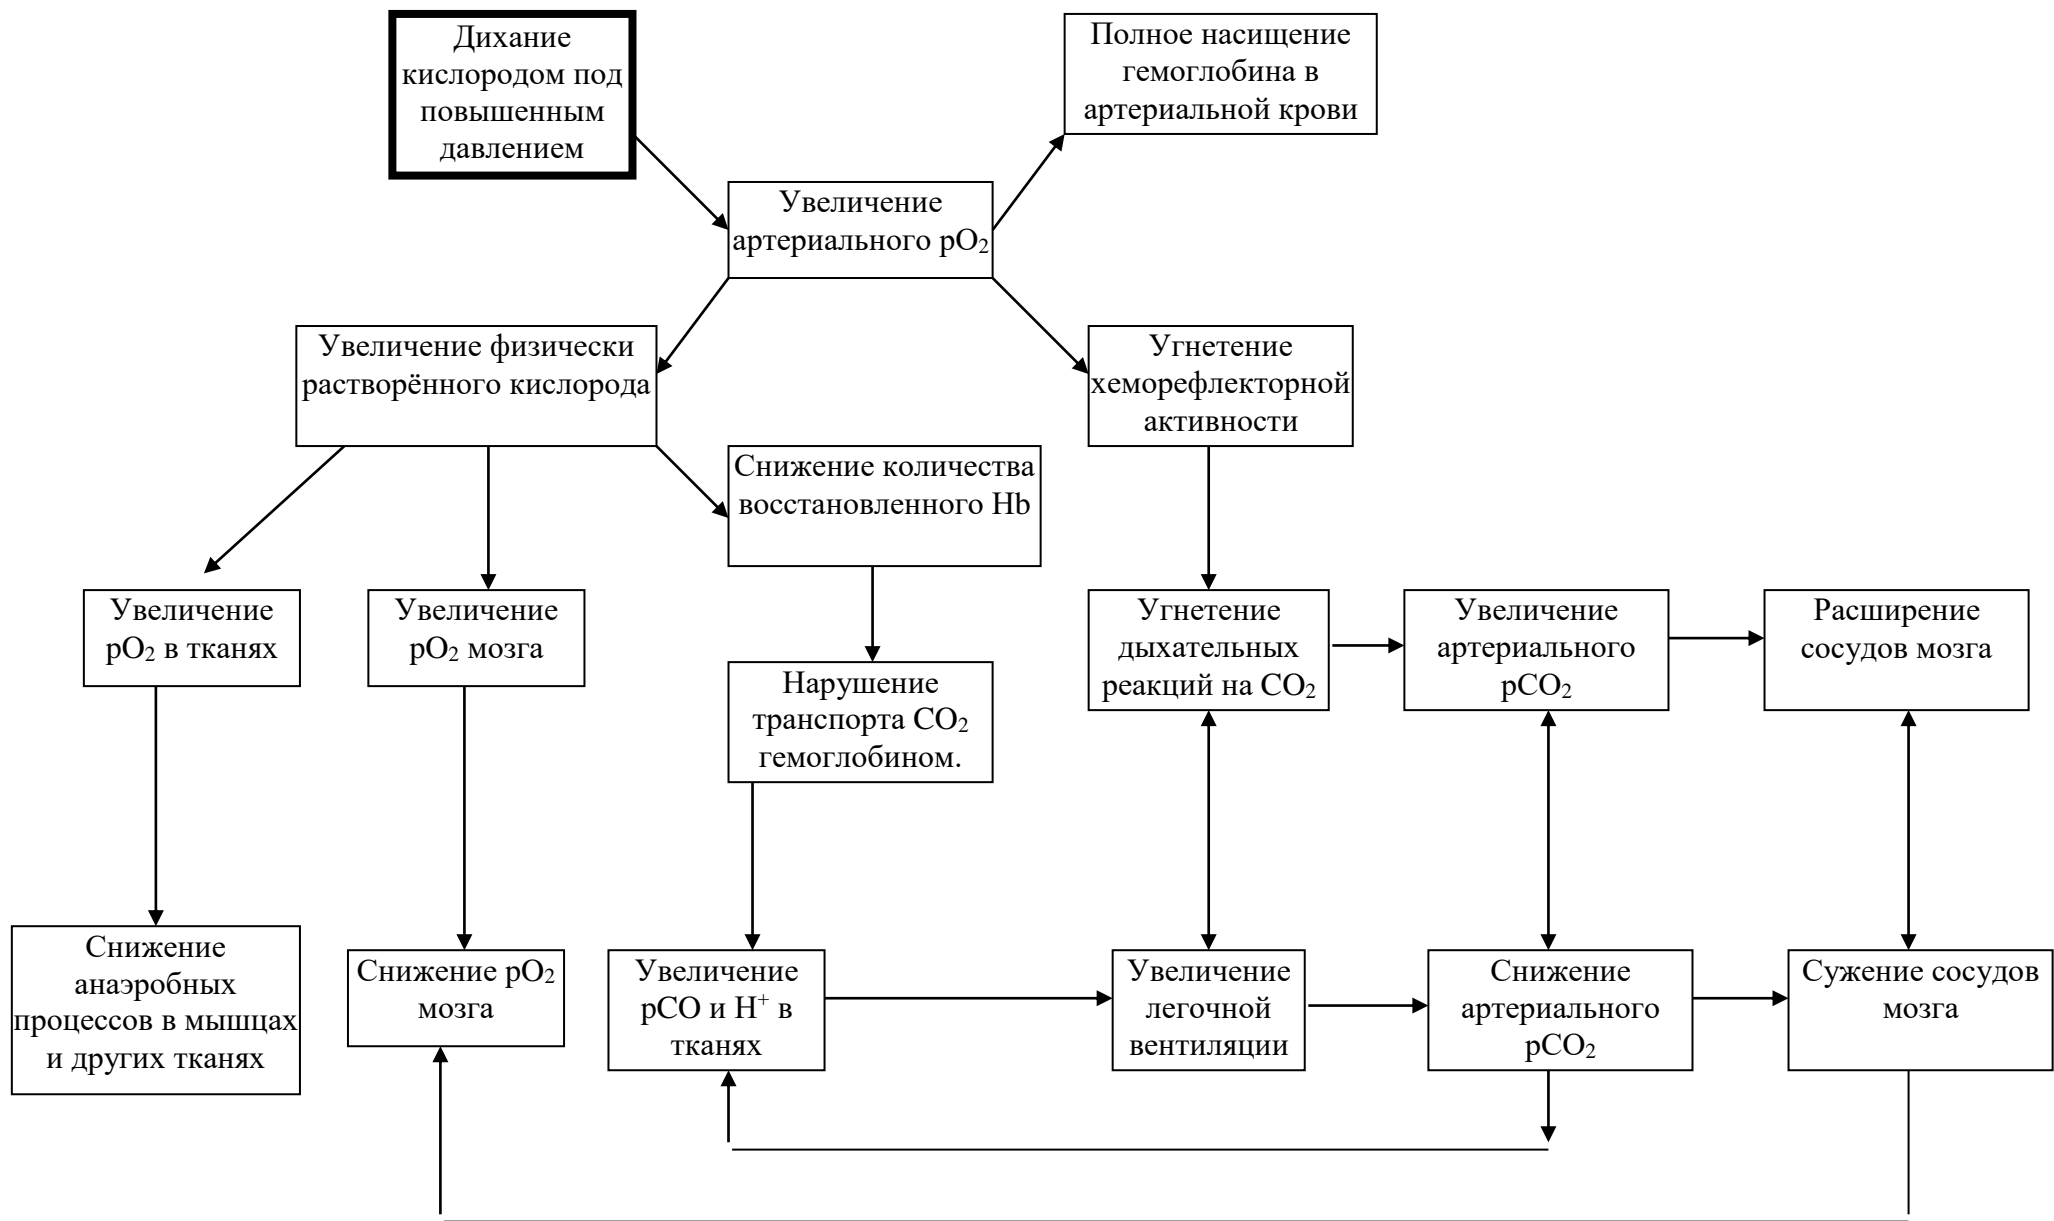 Дихание
кислородом под
повышенным
давлением
Полное насищение
гемоглобина в
артериальной крови
Увеличение
артериального pO₂
Увеличение физически
растворённого кислорода
Угнетение
хеморефлекторной
активности
Снижение количества
восстановленного Hb
Увеличение
pO₂ в тканях
Увеличение
pO₂ мозга
Нарушение
транспорта CO₂
гемоглобином.
Угнетение
дыхательных
реакций на CO₂
Увеличение
артериального
pCO₂
Расширение
сосудов мозга
Снижение
анаэробных
процессов в мышцах
и других тканях
Снижение pO₂
мозга
Увеличение
pCO и H⁺ в
тканях
Увеличение
легочной
вентиляции
Снижение
артериального
pCO₂
Сужение сосудов
мозга